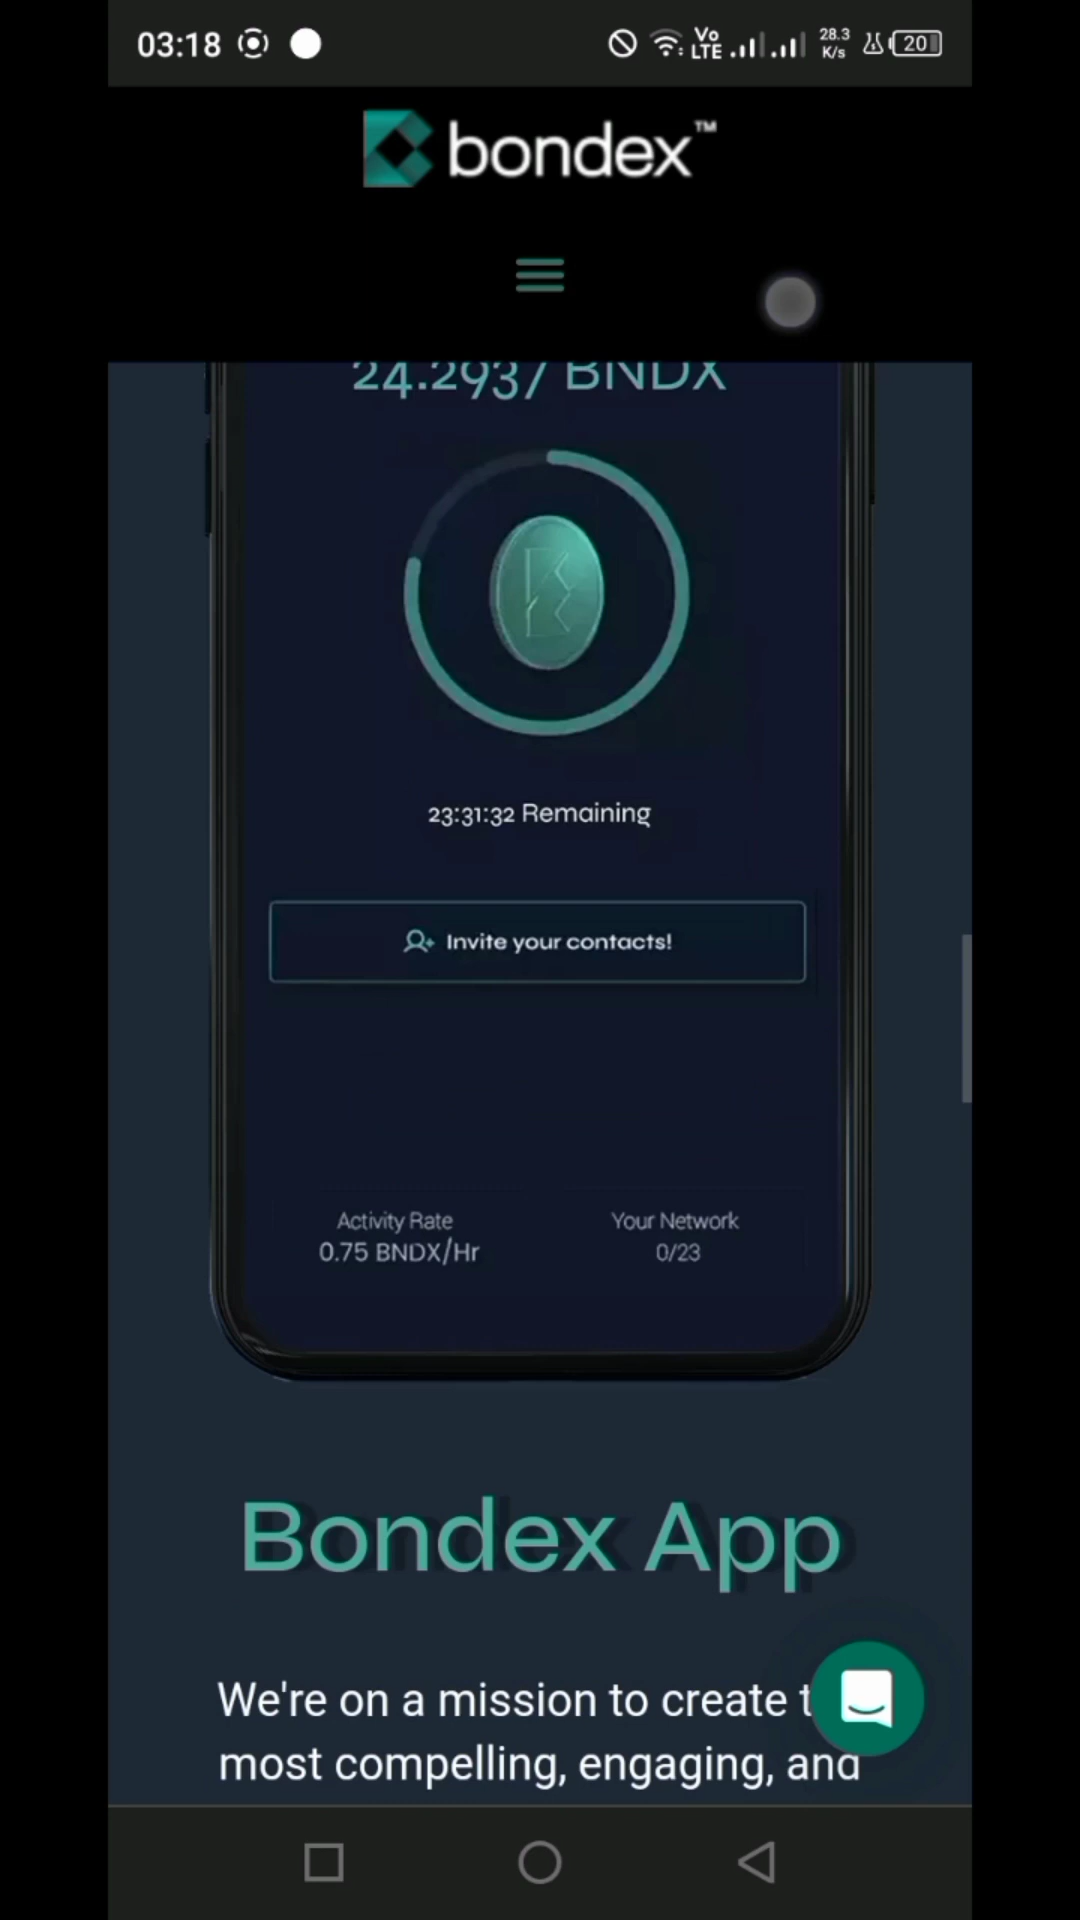 03:18
Vo
LTE
28.3
K/s
20
bondex™
24.2937 BNDX
23:31:32 Remaining
Invite your contacts!
Activity Rate
0.75 BNDX/Hr
Your Network
0/23
Bondex App
We're on a mission to create
most compelling, engaging, and